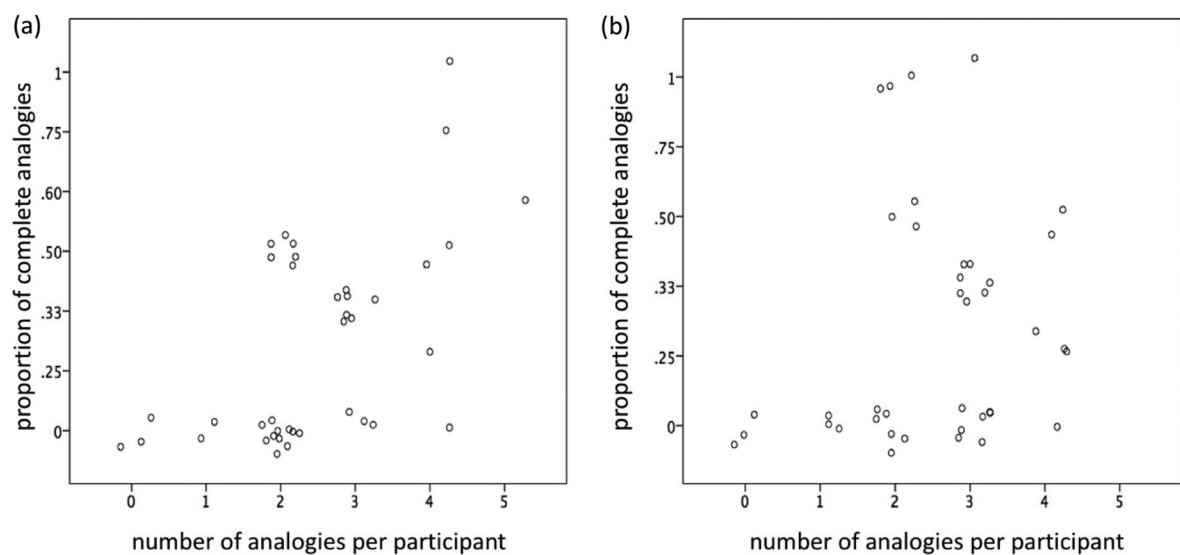 (a)
proportion of complete analogies
1
.75
.60
.50
.33
.25
0
0 1 2 3 4 5
number of analogies per participant
(b)
proportion of complete analogies
1
.75
.50
.33
.25
0
0 1 2 3 4 5
number of analogies per participant